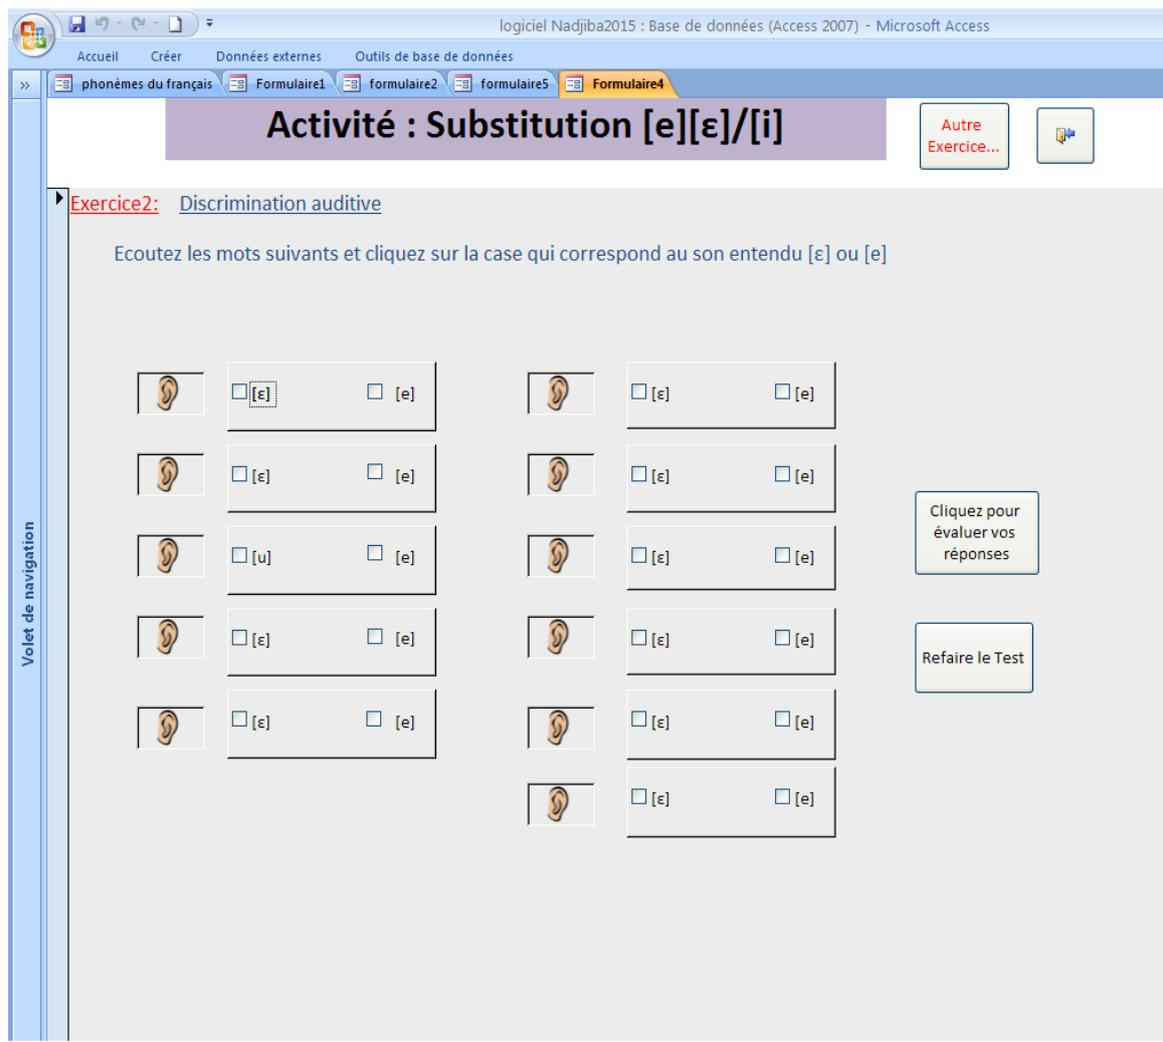 logiciel Nadjiba2015 : Base de données (Access 2007) - Microsoft Access
Accueil Créer Données externes Outils de base de données
» phonèmes du français Formulaire1 formulaire2 formulaire5 Formulaire4
Activité : Substitution [e][ε]/[i]
Autre
Exercice...
Exercice2: Discrimination auditive
Ecoutez les mots suivants et cliquez sur la case qui correspond au son entendu [ε] ou [e]
[ε] [e] [ε] [e]
[ε] [e] [ε] [e]
[u] [e] [ε] [e]
[ε] [e] [ε] [e]
[ε] [e] [ε] [e]
[ε] [e]
Cliquez pour
évaluer vos
réponses
Refaire le Test
Volet de navigation